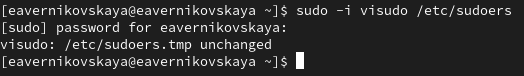 [eavernikovskaya@eavernikovskaya ~]$ sudo -i visudo /etc/sudoers
[sudo] password for eavernikovskaya:
visudo: /etc/sudoers.tmp unchanged
[eavernikovskaya@eavernikovskaya ~]$